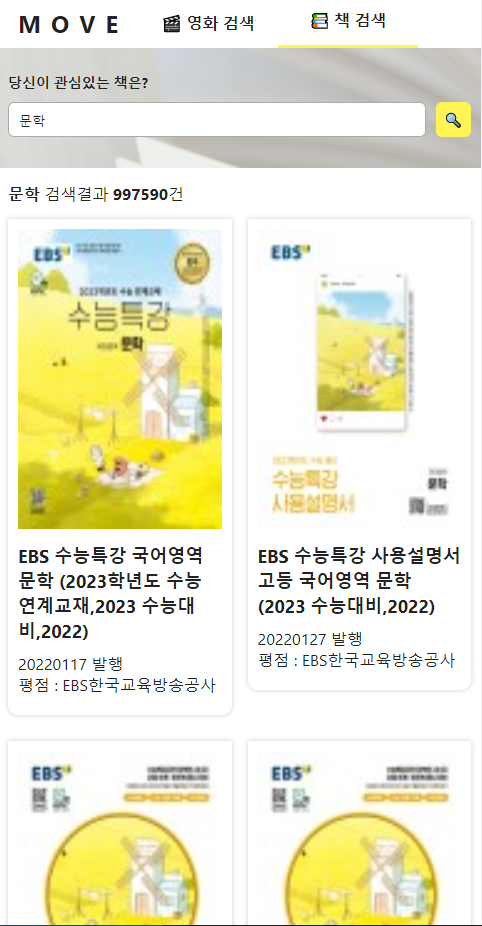 MOVE
영화 검색
책 검색
당신이 관심있는 책은?
문학
문학 검색결과 997590건
EBS
2023학년도 수능 연계교재
수능특강
국어영역 문학
EBS 수능특강 국어영역
문학 (2023학년도 수능
연계교재,2023 수능대
비,2022)
20220117 발행
평점 : EBS한국교육방송공사
EBS
수능특강
사용설명서
문학
EBS 수능특강 사용설명서
고등 국어영역 문학
(2023 수능대비,2022)
20220127 발행
평점 : EBS한국교육방송공사
EBS
EBS